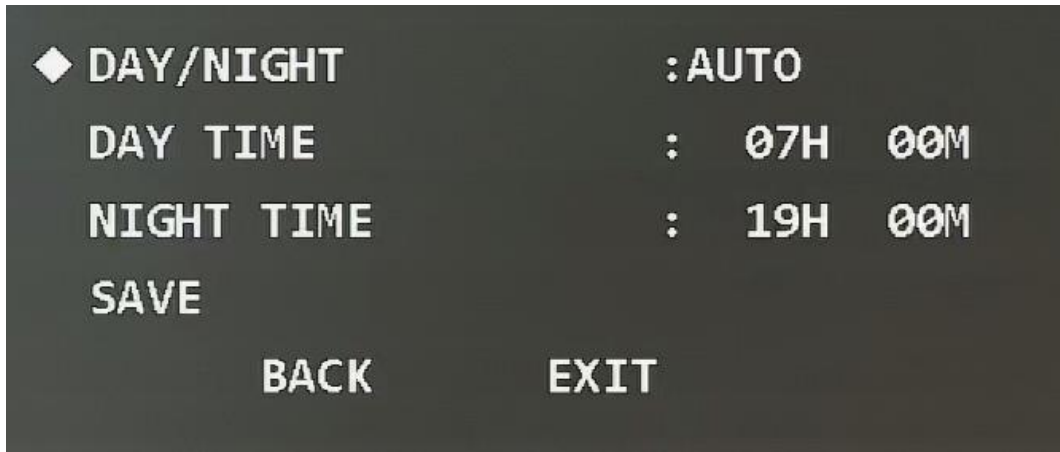 DAY/NIGHT :AUTO
DAY TIME : 07H 00M
NIGHT TIME : 19H 00M
SAVE
BACK EXIT